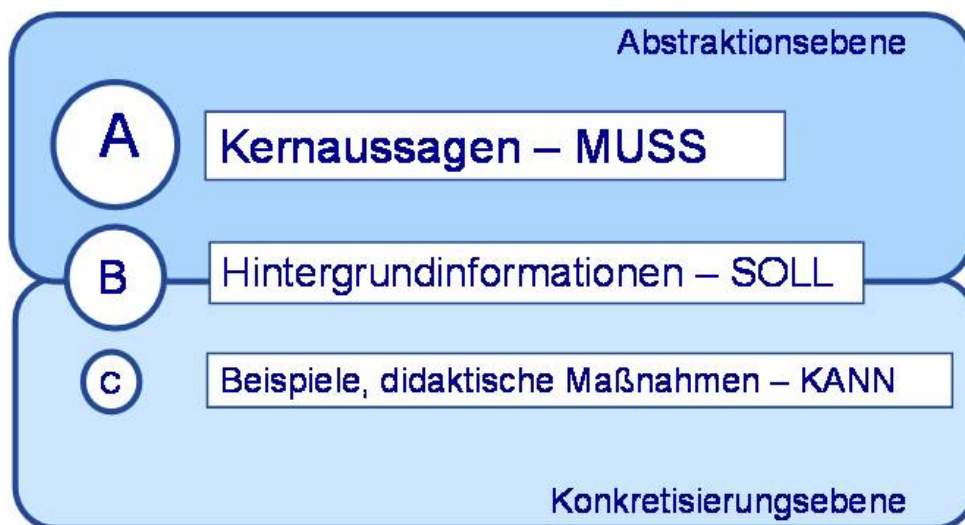 Abstraktionsebene
A
Kernaussagen – MUSS
B
Hintergrundinformationen – SOLL
C
Beispiele, didaktische Maßnahmen – KANN
Konkretisierungsebene